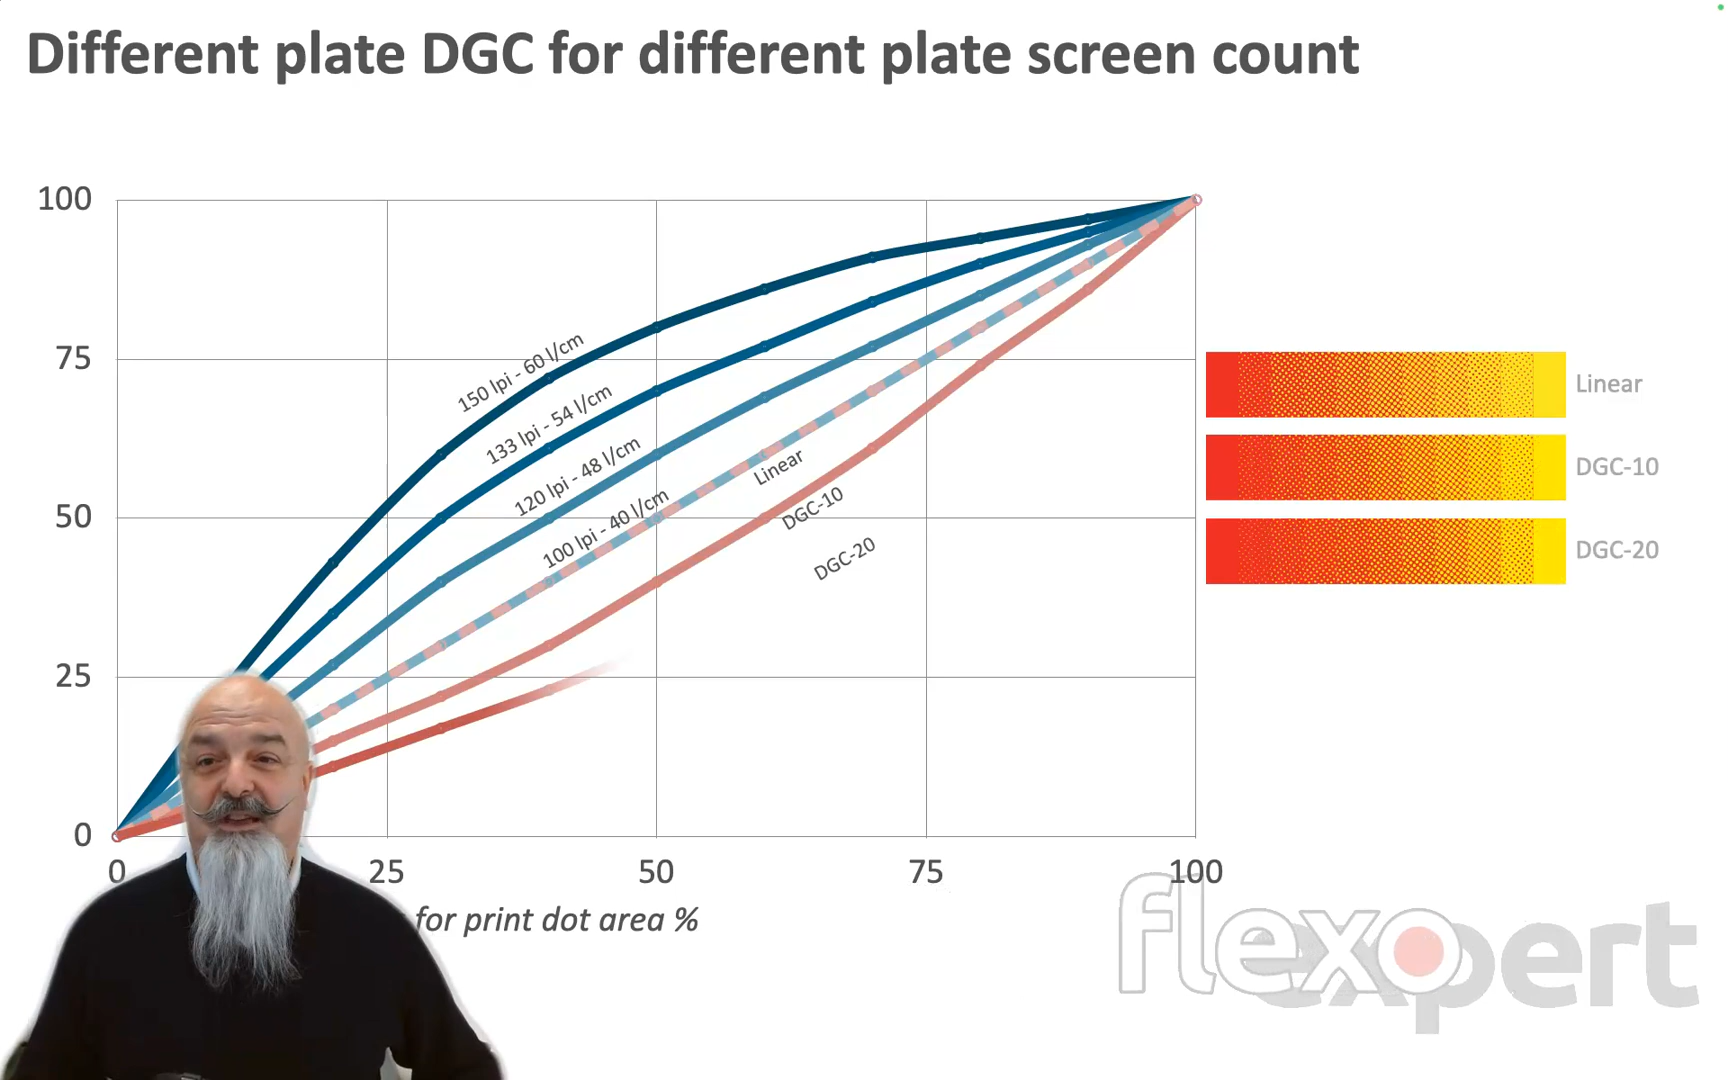 Different plate DGC for different plate screen count
100
75
50
25
0
0
25
50
75
100
150 lpi - 60 l/cm
133 lpi - 54 l/cm
120 lpi - 48 l/cm
100 lpi - 40 l/cm
Linear
DGC-10
DGC-20
Linear
DGC-10
DGC-20
for print dot area %
flexo
expert